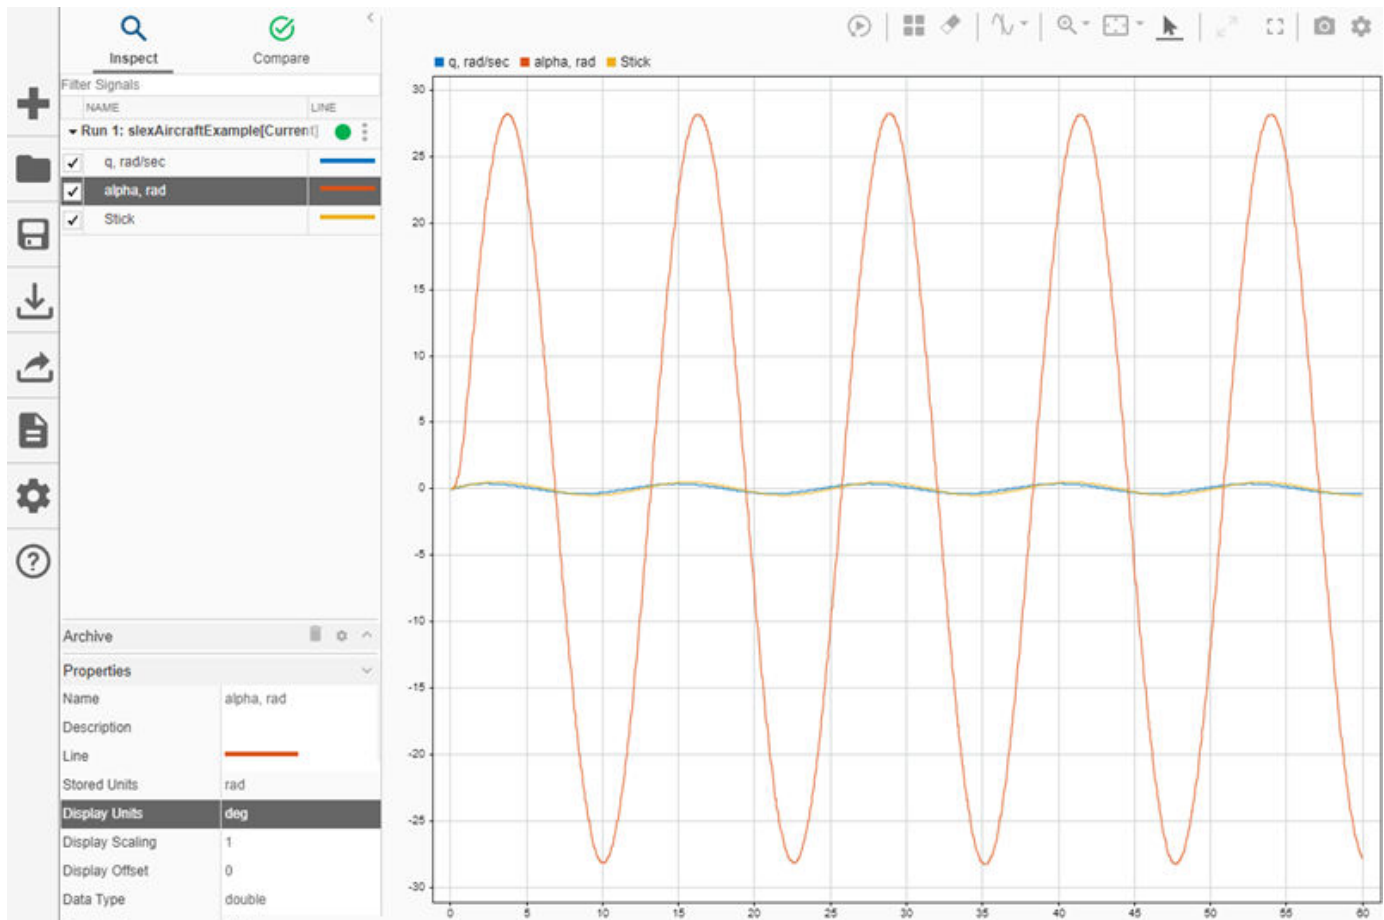 Inspect
Compare
Filter Signals
NAME
LINE
Run 1: slexAircraftExample[Current]
q, rad/sec
alpha, rad
Stick
Archive
Properties
Name alpha, rad
Description
Line
Stored Units rad
Display Units deg
Display Scaling 1
Display Offset 0
Data Type double
q, rad/sec alpha, rad Stick
30
25
20
15
10
5
0
-5
-10
-15
-20
-25
-30
0 5 10 15 20 25 30 35 40 45 50 55 60